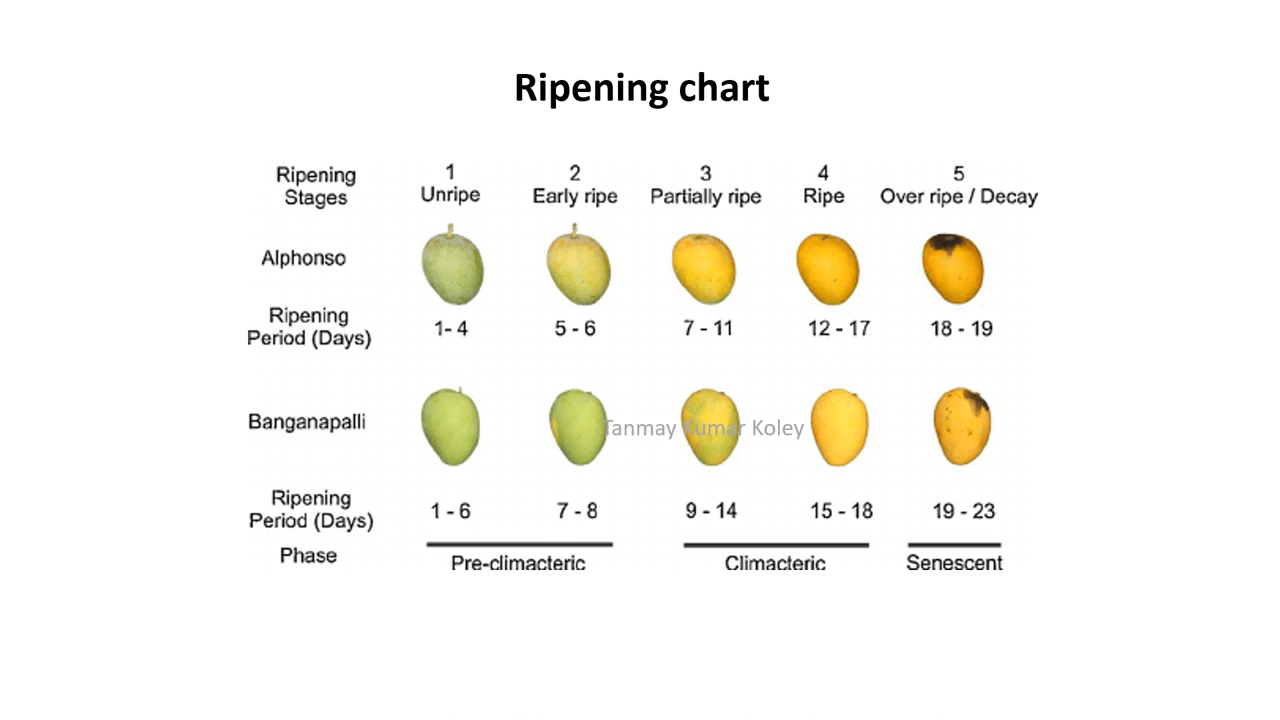 Ripening chart
Ripening Stages
1 Unripe
2 Early ripe
3 Partially ripe
4 Ripe
5 Over ripe / Decay
Alphonso
Ripening Period (Days)
1- 4
5 - 6
7 - 11
12 - 17
18 - 19
Banganapalli
Tanmay Kumar Koley
Ripening Period (Days)
1 - 6
7 - 8
9 - 14
15 - 18
19 - 23
Phase
Pre-climacteric
Climacteric
Senescent